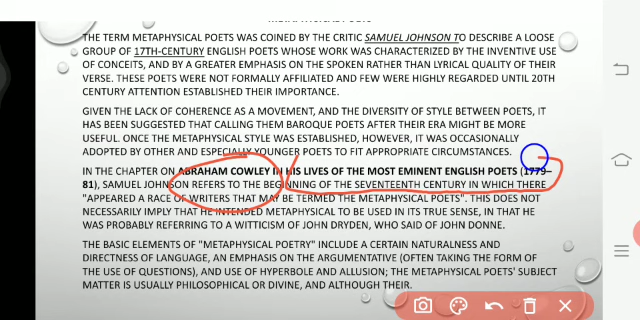 THE TERM METAPHYSICAL POETS WAS COINED BY THE CRITIC SAMUEL JOHNSON TO DESCRIBE A LOOSE
GROUP OF 17TH-CENTURY ENGLISH POETS WHOSE WORK WAS CHARACTERIZED BY THE INVENTIVE USE
OF CONCEITS, AND BY A GREATER EMPHASIS ON THE SPOKEN RATHER THAN LYRICAL QUALITY OF THEIR
VERSE. THESE POETS WERE NOT FORMALLY AFFILIATED AND FEW WERE HIGHLY REGARDED UNTIL 20TH
CENTURY ATTENTION ESTABLISHED THEIR IMPORTANCE.
GIVEN THE LACK OF COHERENCE AS A MOVEMENT, AND THE DIVERSITY OF STYLE BETWEEN POETS, IT
HAS BEEN SUGGESTED THAT CALLING THEM BAROQUE POETS AFTER THEIR ERA MIGHT BE MORE
USEFUL. ONCE THE METAPHYSICAL STYLE WAS ESTABLISHED, HOWEVER, IT WAS OCCASIONALLY
ADOPTED BY OTHER AND ESPECIALLY YOUNGER POETS TO FIT APPROPRIATE CIRCUMSTANCES.
IN THE CHAPTER ON ABRAHAM COWLEY IN HIS LIVES OF THE MOST EMINENT ENGLISH POETS (1779–
81), SAMUEL JOHNSON REFERS TO THE BEGINNING OF THE SEVENTEENTH CENTURY IN WHICH THERE
"APPEARED A RACE OF WRITERS THAT MAY BE TERMED THE METAPHYSICAL POETS". THIS DOES NOT
NECESSARILY IMPLY THAT HE INTENDED METAPHYSICAL TO BE USED IN ITS TRUE SENSE, IN THAT HE
WAS PROBABLY REFERRING TO A WITTICISM OF JOHN DRYDEN, WHO SAID OF JOHN DONNE.
THE BASIC ELEMENTS OF "METAPHYSICAL POETRY" INCLUDE A CERTAIN NATURALNESS AND
DIRECTNESS OF LANGUAGE, AN EMPHASIS ON THE ARGUMENTATIVE (OFTEN TAKING THE FORM OF
THE USE OF QUESTIONS), AND USE OF HYPERBOLE AND ALLUSION; THE METAPHYSICAL POETS' SUBJECT
MATTER IS USUALLY PHILOSOPHICAL OR DIVINE, AND ALTHOUGH THEIR.